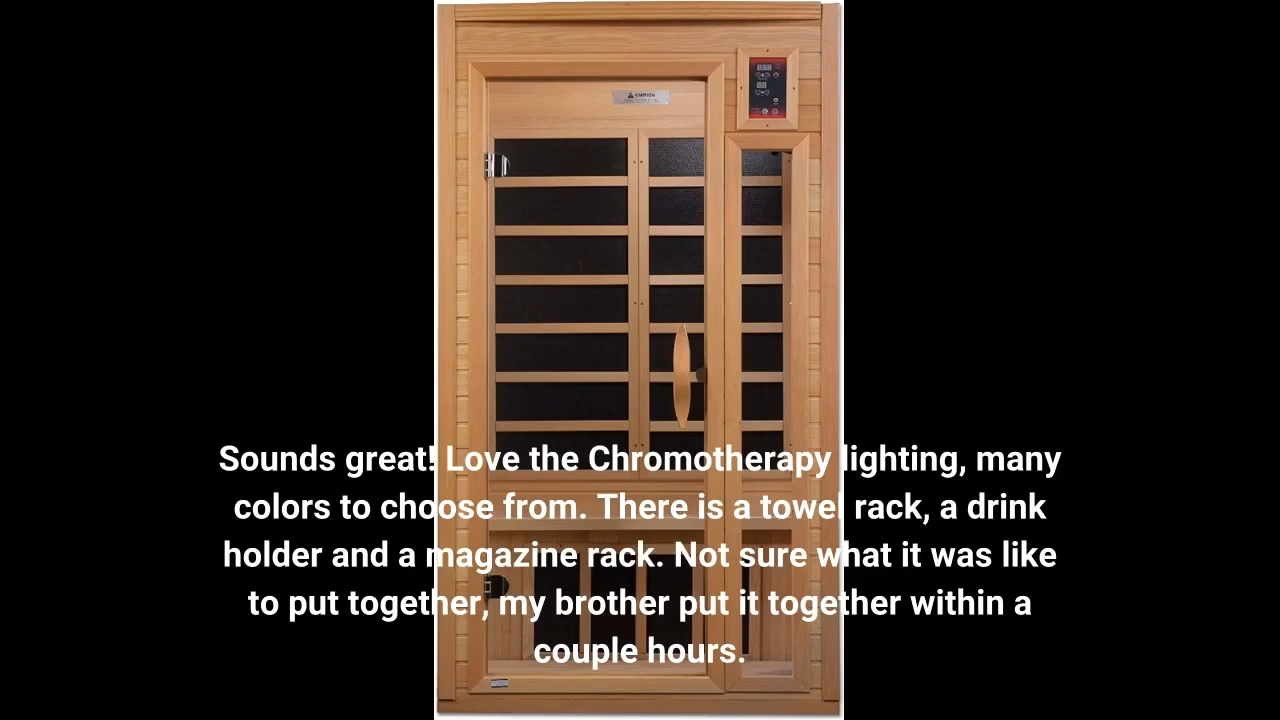 CAUTION
Sounds great! Love the Chromotherapy lighting, many
colors to choose from. There is a towel rack, a drink
holder and a magazine rack. Not sure what it was like
to put together, my brother put it together within a
couple hours.